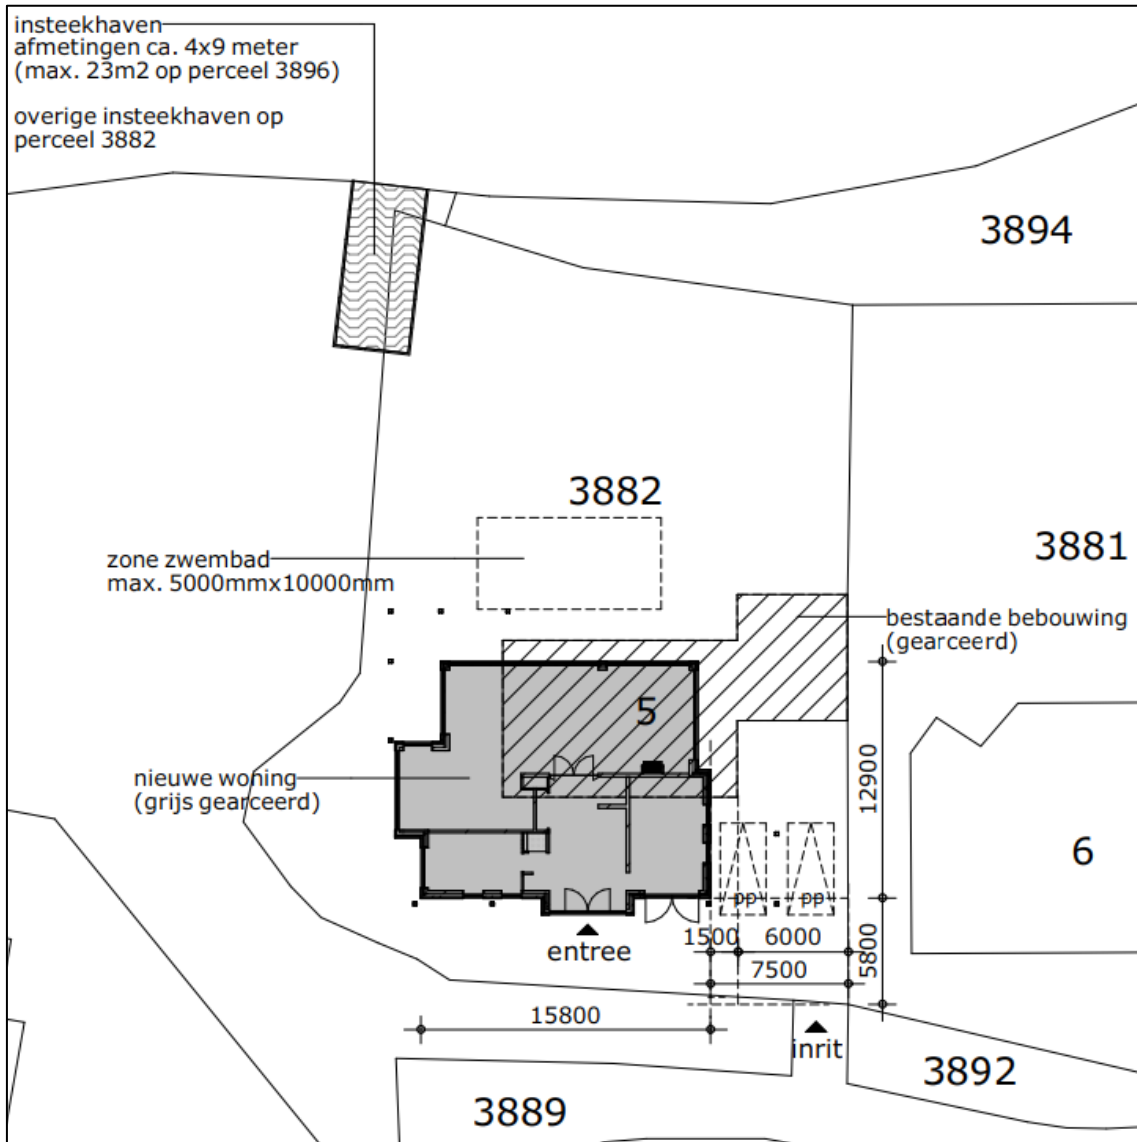 insteekhaven
afmetingen ca. 4x9 meter
(max. 23m2 op perceel 3896)
overige insteekhaven op
perceel 3882
3894
3882
3881
zone zwembad
max. 5000mmx10000mm
bestaande bebouwing
(gearceerd)
5
nieuwe woning
(grijs gearceerd)
12900
6
pp
pp
entree
1500
6000
5800
7500
15800
inrit
3892
3889